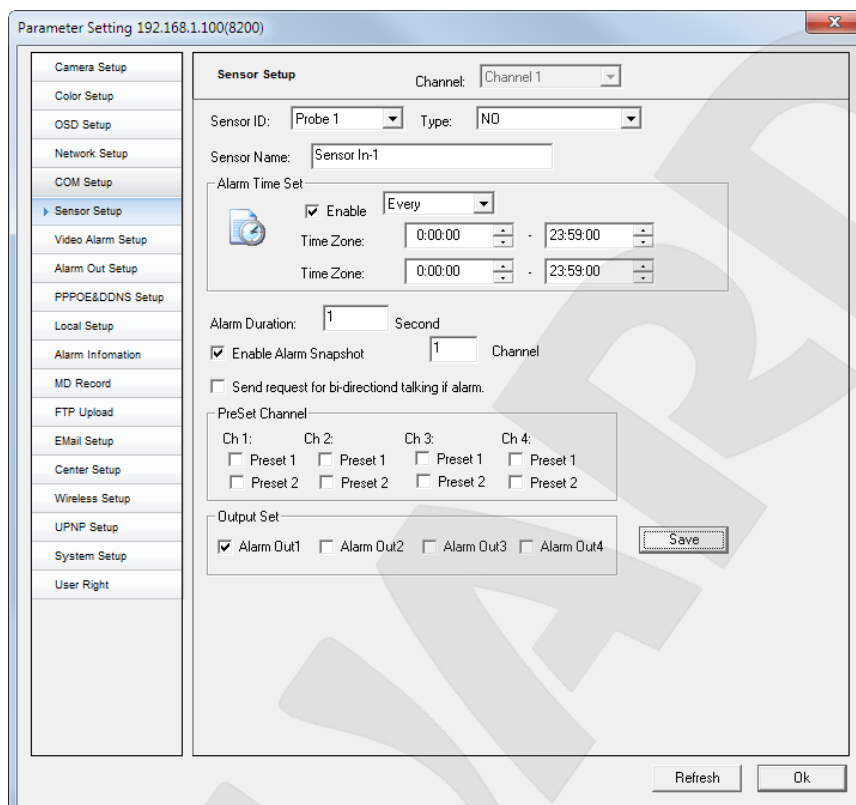 Parameter Setting 192.168.1.100(8200)
Camera Setup
Color Setup
OSD Setup
Network Setup
COM Setup
Sensor Setup
Video Alarm Setup
Alarm Out Setup
PPPOE&DDNS Setup
Local Setup
Alarm Infomation
MD Record
FTP Upload
EMail Setup
Center Setup
Wireless Setup
UPNP Setup
System Setup
User Right
Sensor Setup Channel: Channel 1
Sensor ID: Probe 1 Type: NO
Sensor Name: Sensor In-1
Alarm Time Set
Enable Every
Time Zone: 0:00:00 - 23:59:00
Time Zone: 0:00:00 - 23:59:00
Alarm Duration: 1 Second
Enable Alarm Snapshot 1 Channel
Send request for bi-directiond talking if alarm.
PreSet Channel
Ch 1: Ch 2: Ch 3: Ch 4:
Preset 1 Preset 1 Preset 1 Preset 1
Preset 2 Preset 2 Preset 2 Preset 2
Output Set
Alarm Out1 Alarm Out2 Alarm Out3 Alarm Out4 Save
Refresh Ok